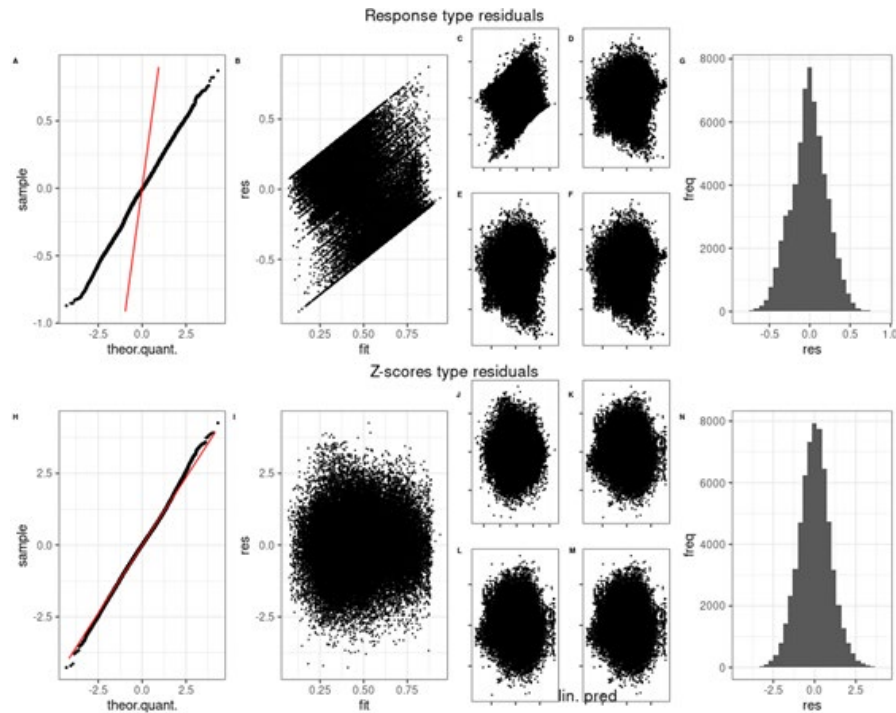 Response type residuals
A
0.5
0.0
-0.5
-1.0
sample
-2.5 0.0 2.5
theor.quant.
B
0.5
0.0
-0.5
res
0.25 0.50 0.75
fit
C
D
E
F
G
8000
6000
4000
2000
0
freq
-0.5 0.0 0.5 1.0
res
Z-scores type residuals
H
2.5
0.0
-2.5
sample
-2.5 0.0 2.5
theor.quant.
I
2.5
0.0
-2.5
res
0.25 0.50 0.75
fit
J
K
L
M
lin. pred
N
8000
6000
4000
2000
0
freq
-2.5 0.0 2.5
res